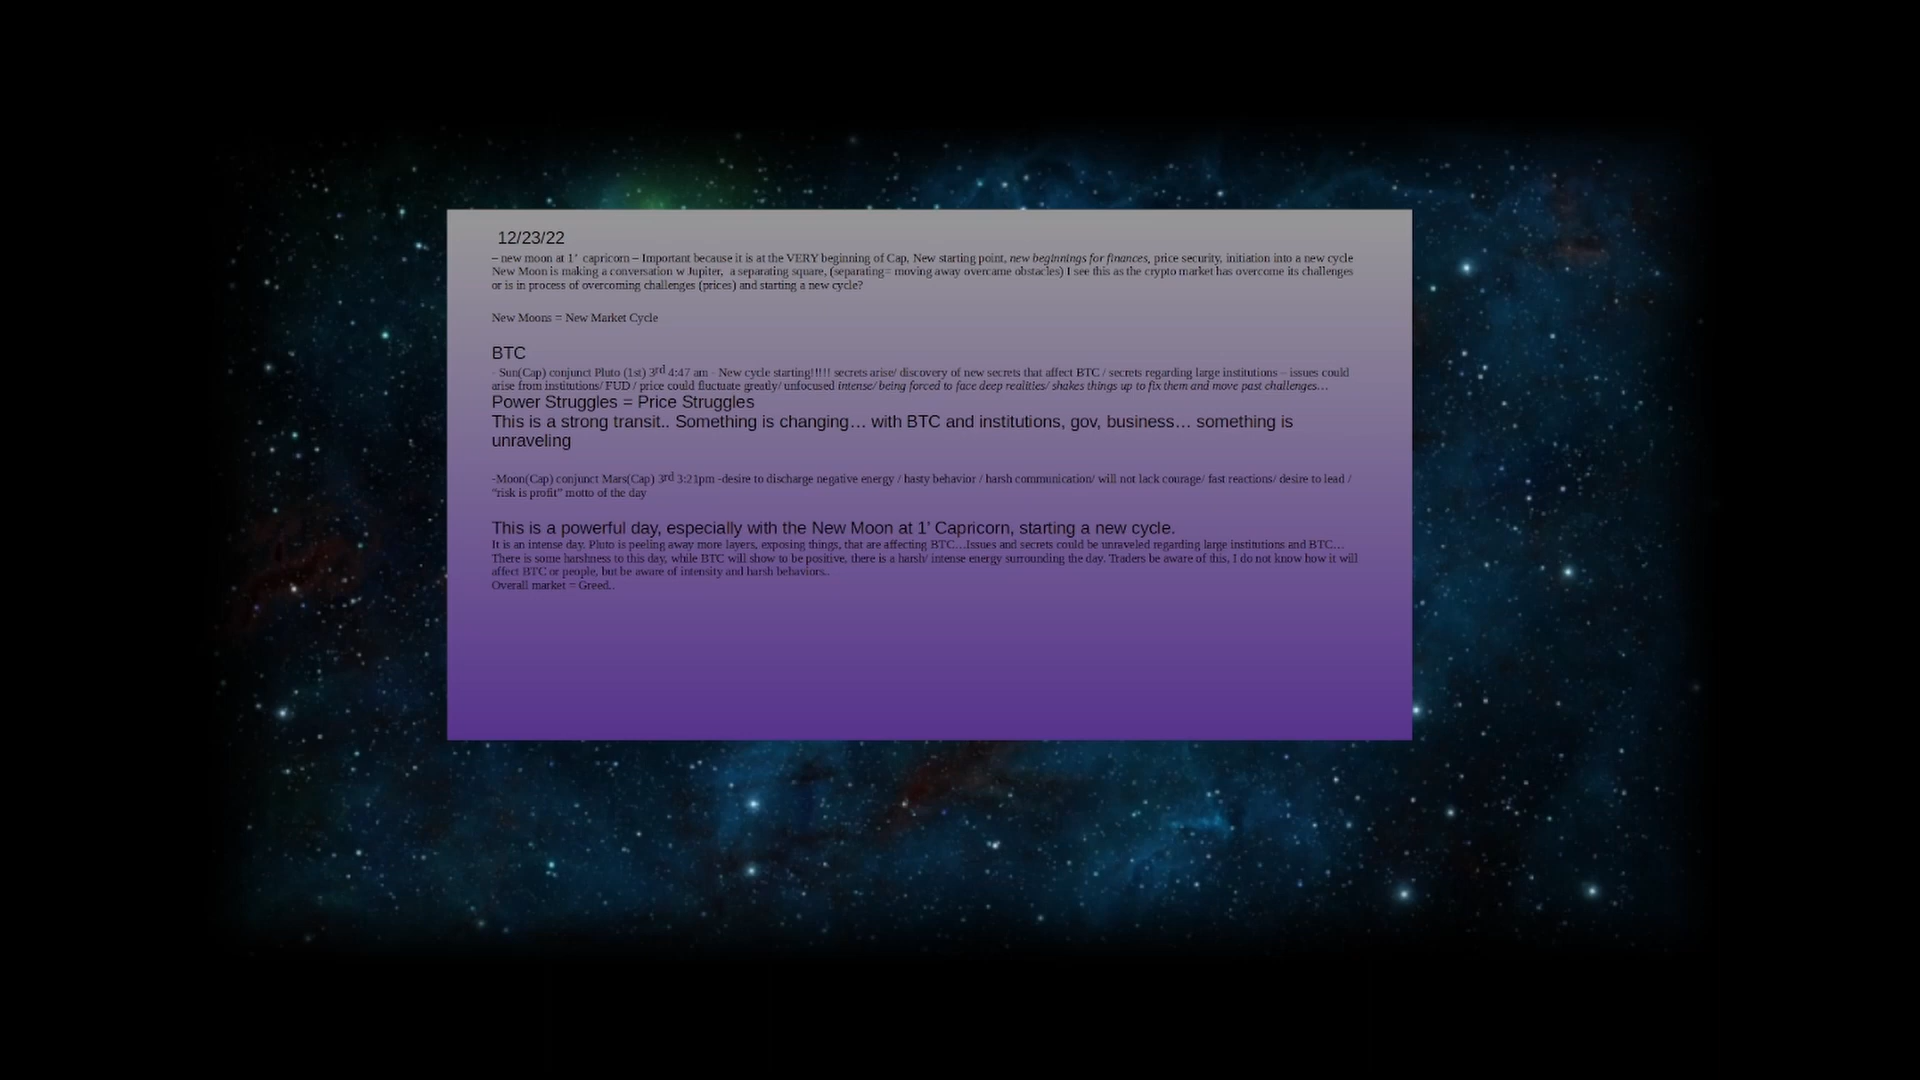 12/23/22
– new moon at 1’ capricorn – Important because it is at the VERY beginning of Cap, New starting point, new beginnings for finances, price security, initiation into a new cycle
New Moon is making a conversation w Jupiter, a separating square, (separating= moving away overcame obstacles) I see this as the crypto market has overcome its challenges
or is in process of overcoming challenges (prices) and starting a new cycle?
New Moons = New Market Cycle
BTC
- Sun(Cap) conjunct Pluto (1st) 3rd 4:47 am - New cycle starting!!!!! secrets arise/ discovery of new secrets that affect BTC / secrets regarding large institutions – issues could
arise from institutions/ FUD / price could fluctuate greatly/ unfocused intense/ being forced to face deep realities/ shakes things up to fix them and move past challenges…
Power Struggles = Price Struggles
This is a strong transit.. Something is changing… with BTC and institutions, gov, business… something is
unraveling
-Moon(Cap) conjunct Mars(Cap) 3rd 3:21pm -desire to discharge negative energy / hasty behavior / harsh communication/ will not lack courage/ fast reactions/ desire to lead /
“risk is profit” motto of the day
This is a powerful day, especially with the New Moon at 1’ Capricorn, starting a new cycle.
It is an intense day. Pluto is peeling away more layers, exposing things, that are affecting BTC…Issues and secrets could be unraveled regarding large institutions and BTC…
There is some harshness to this day, while BTC will show to be positive, there is a harsh/ intense energy surrounding the day. Traders be aware of this, I do not know how it will
affect BTC or people, but be aware of intensity and harsh behaviors..
Overall market = Greed..